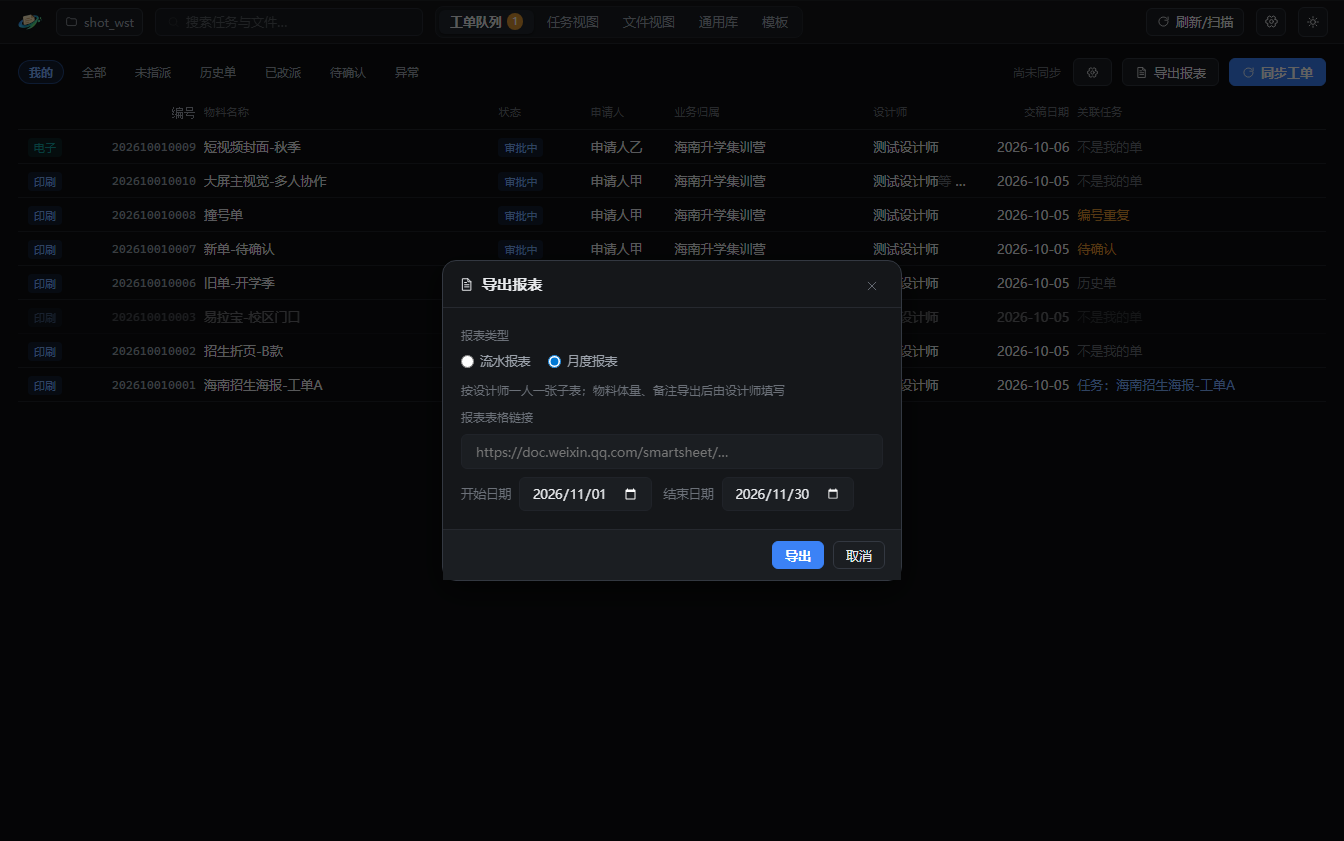 shot_wst 搜索任务与文件... 工单队列 1 任务视图 文件视图 通用库 模板 刷新/扫描
我的 全部 未指派 历史单 已改派 待确认 异常 尚未同步 导出报表 同步工单
编号 物料名称 状态 申请人 业务归属 设计师 交稿日期 关联任务
电子 202610010009 短视频封面-秋季 审批中 申请人乙 海南升学集训营 测试设计师 2026-10-06 不是我的单
印刷 202610010010 大屏主视觉-多人协作 审批中 申请人甲 海南升学集训营 测试设计师等 ... 2026-10-05 不是我的单
印刷 202610010008 撞号单 审批中 申请人甲 海南升学集训营 测试设计师 2026-10-05 编号重复
印刷 202610010007 新单-待确认 审批中 申请人甲 海南升学集训营 测试设计师 2026-10-05 待确认
印刷 202610010006 旧单-开学季 设计师 2026-10-05 历史单
印刷 202610010003 易拉宝-校区门口 设计师 2026-10-05 不是我的单
印刷 202610010002 招生折页-B款 设计师 2026-10-05 不是我的单
印刷 202610010001 海南招生海报-工单A 设计师 2026-10-05 任务：海南招生海报-工单A
导出报表
报表类型
流水报表 月度报表
按设计师一人一张子表；物料体量、备注导出后由设计师填写
报表表格链接
https://doc.weixin.qq.com/smartsheet/...
开始日期 2026/11/01 结束日期 2026/11/30
导出 取消